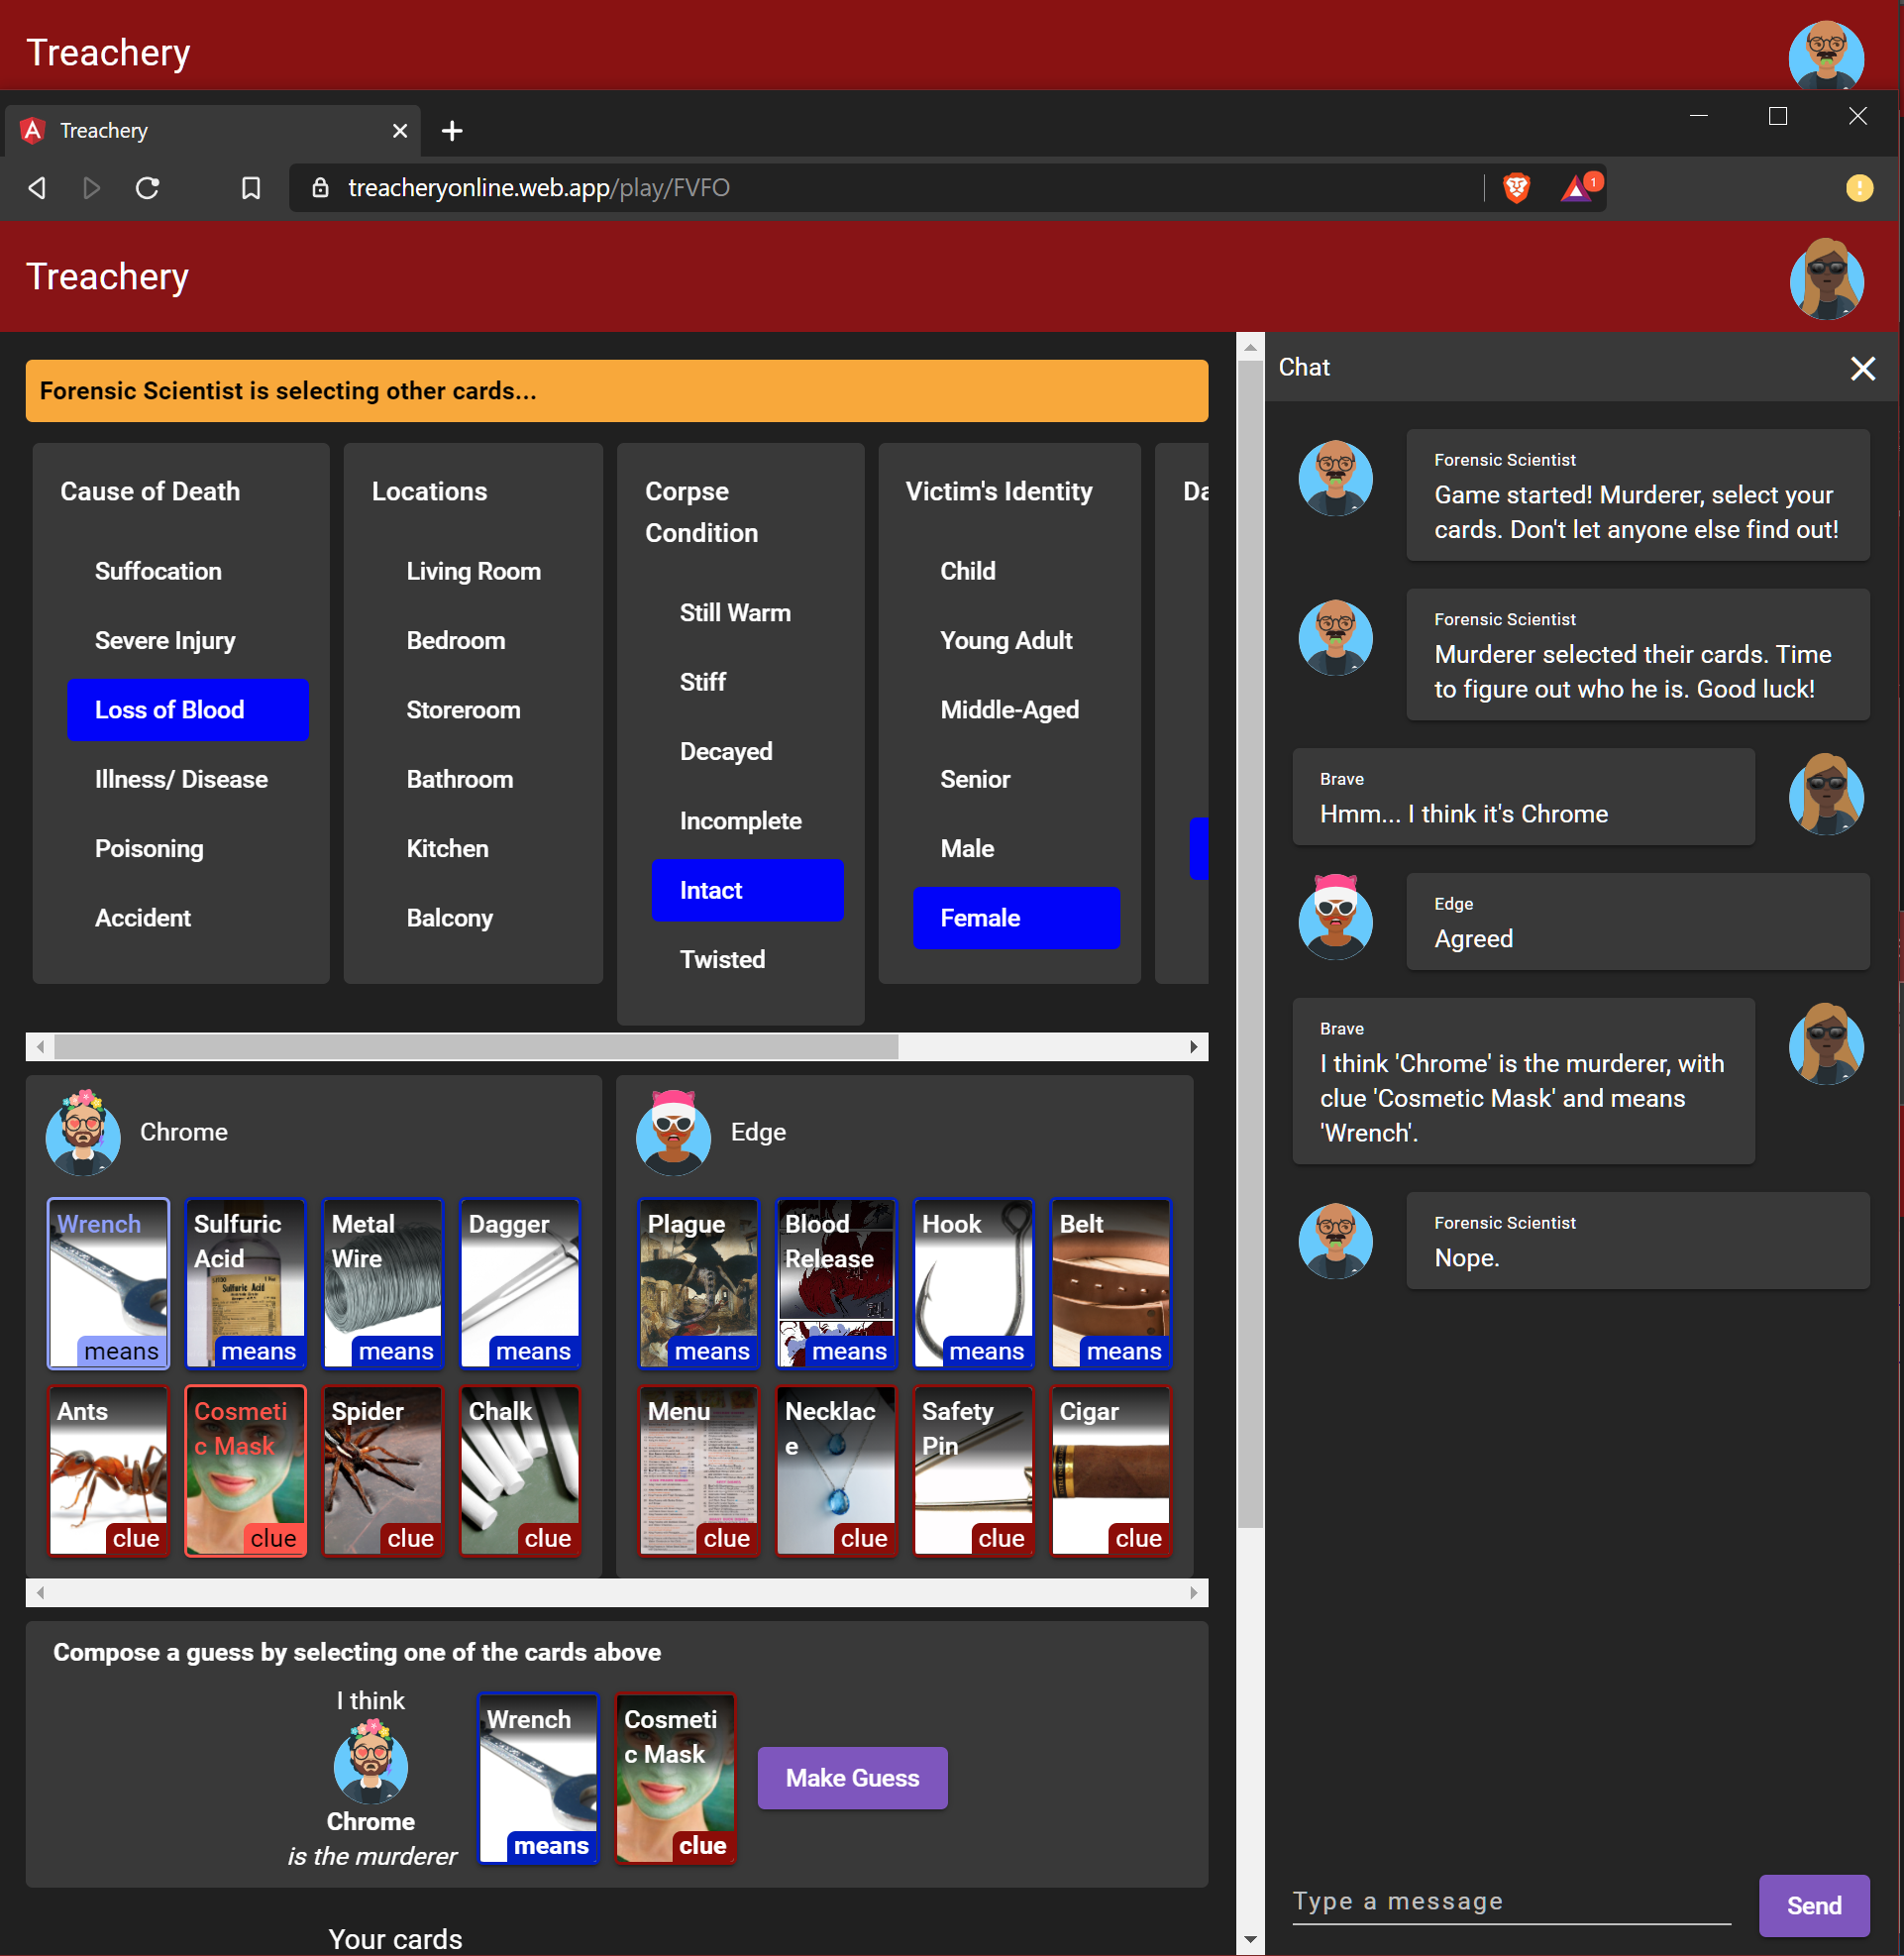 Treachery
Treachery
treacheryonline.web.app/play/FVFO
1
Treachery
Forensic Scientist is selecting other cards...
Cause of Death
Suffocation
Severe Injury
Loss of Blood
Illness/ Disease
Poisoning
Accident
Locations
Living Room
Bedroom
Storeroom
Bathroom
Kitchen
Balcony
Corpse
Condition
Still Warm
Stiff
Decayed
Incomplete
Intact
Twisted
Victim's Identity
Child
Young Adult
Middle-Aged
Senior
Male
Female
Da
Chrome
Wrench
means
Sulfuric
Acid
Sulfuric Acid
means
Metal
Wire
means
Dagger
means
Ants
clue
Cosmeti
c Mask
clue
Spider
clue
Chalk
clue
Edge
Plague
means
Blood
Release
means
Hook
means
Belt
means
Menu
clue
Necklac
e
clue
Safety
Pin
clue
Cigar
clue
Compose a guess by selecting one of the cards above
I think
Chrome
is the murderer
Wrench
means
Cosmeti
c Mask
clue
Make Guess
Your cards
Chat
Forensic Scientist
Game started! Murderer, select your
cards. Don't let anyone else find out!
Forensic Scientist
Murderer selected their cards. Time
to figure out who he is. Good luck!
Brave
Hmm... I think it's Chrome
Edge
Agreed
Brave
I think 'Chrome' is the murderer, with
clue 'Cosmetic Mask' and means
'Wrench'.
Forensic Scientist
Nope.
Type a message
Send